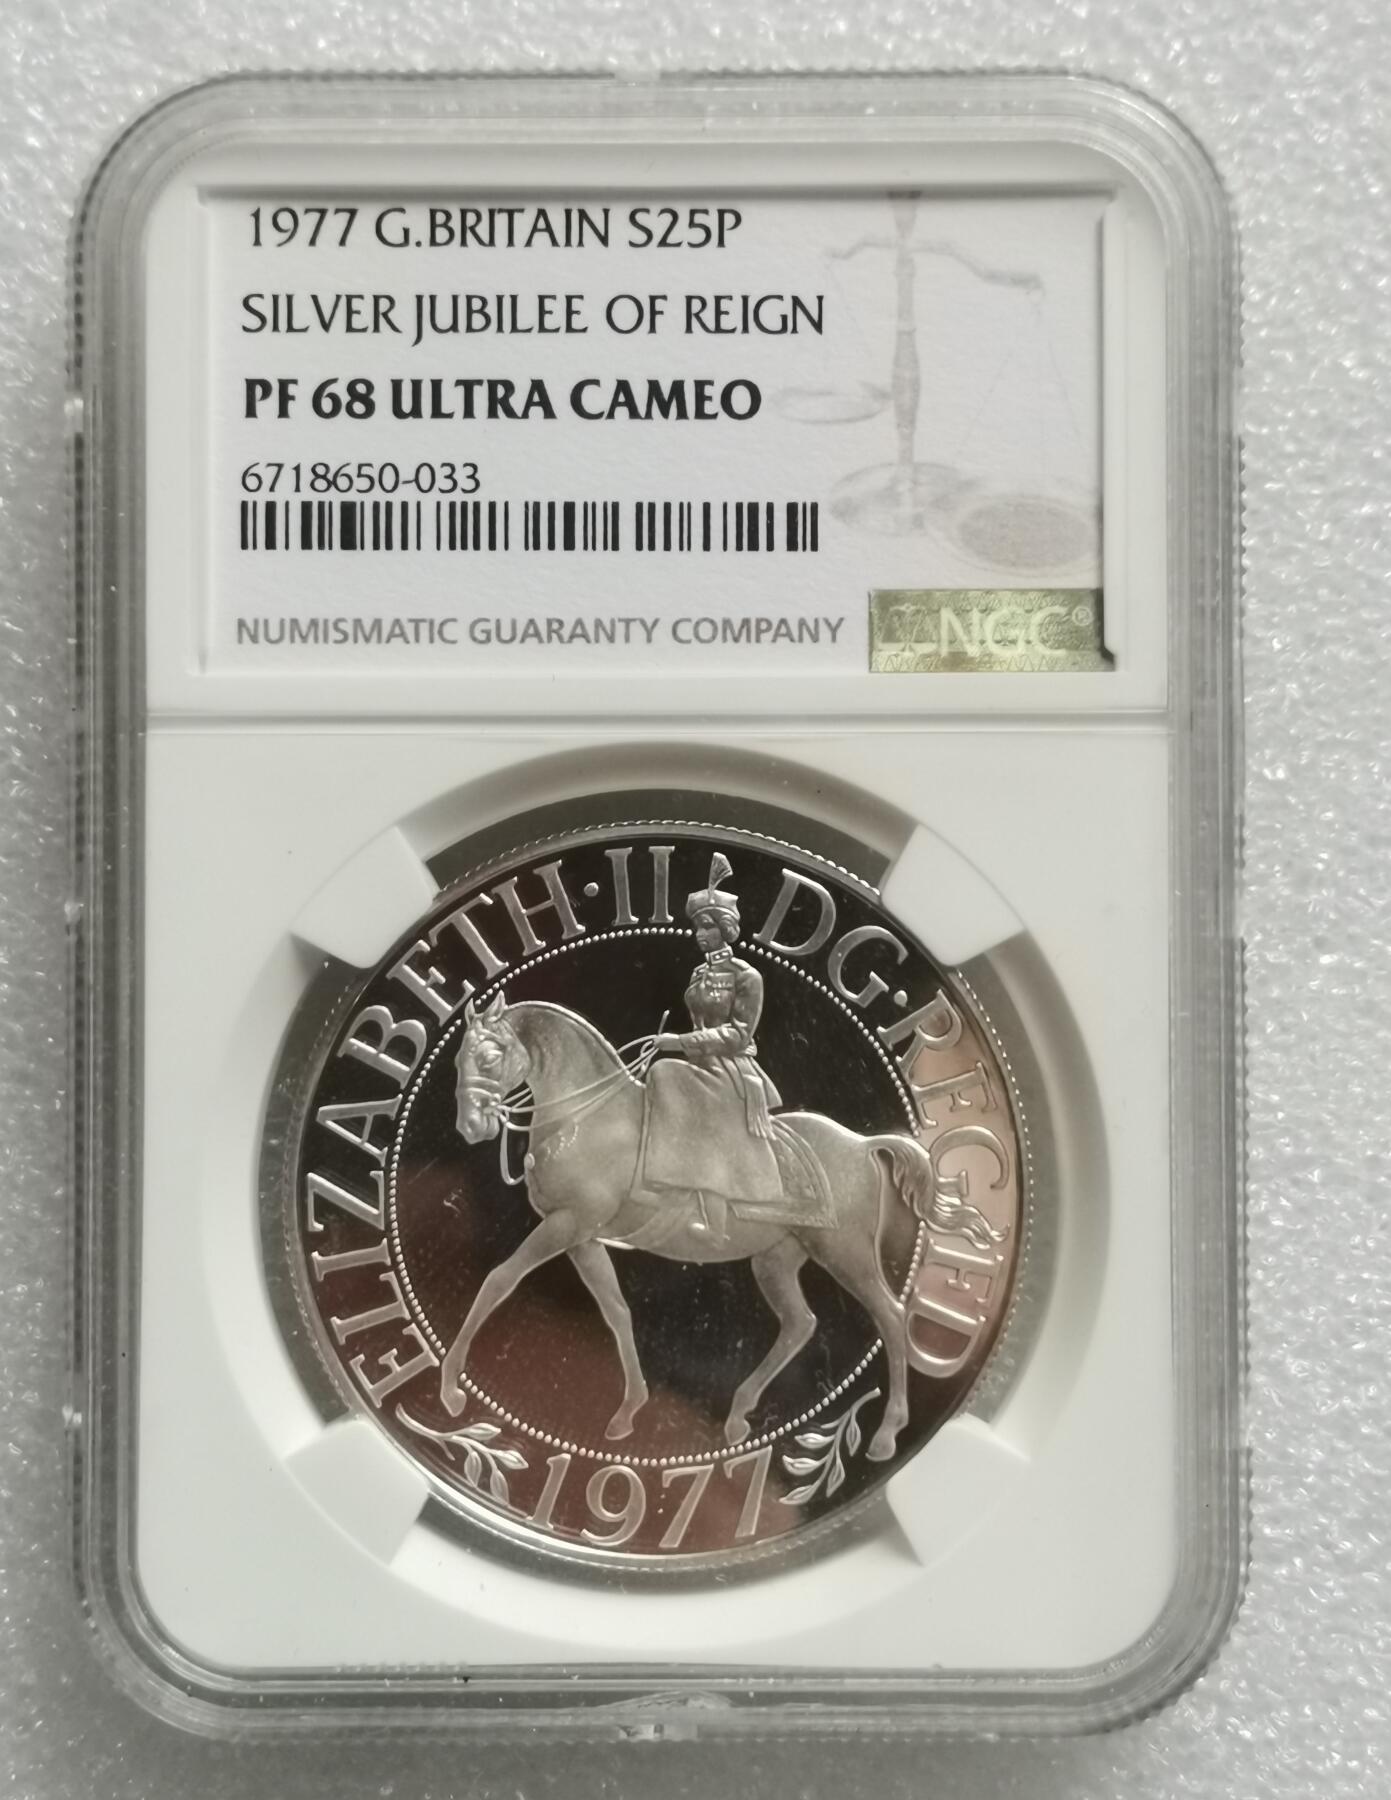 1977 G.BRITAIN S25P
SILVER JUBILEE OF REIGN
PF 68 ULTRA CAMEO
6718650-033
NUMISMATIC GUARANTY COMPANY
NGC®
ELIZABETH·II DG·REG FD
1977